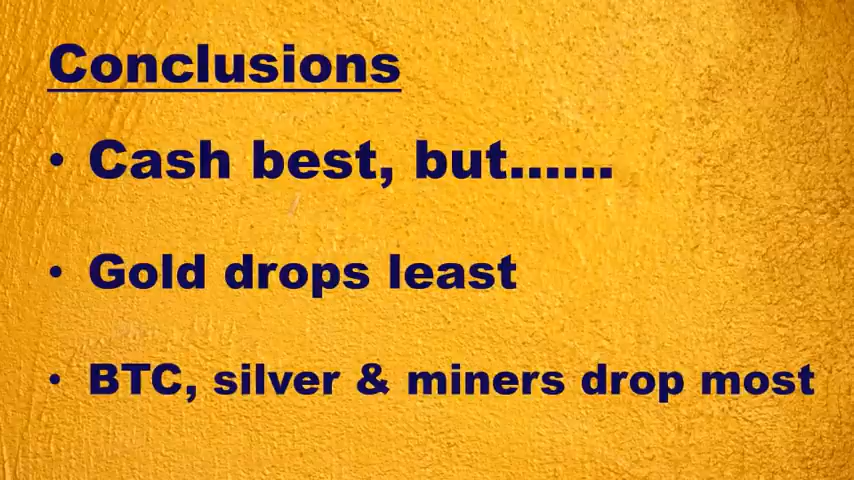 Conclusions
• Cash best, but......
• Gold drops least
• BTC, silver & miners drop most